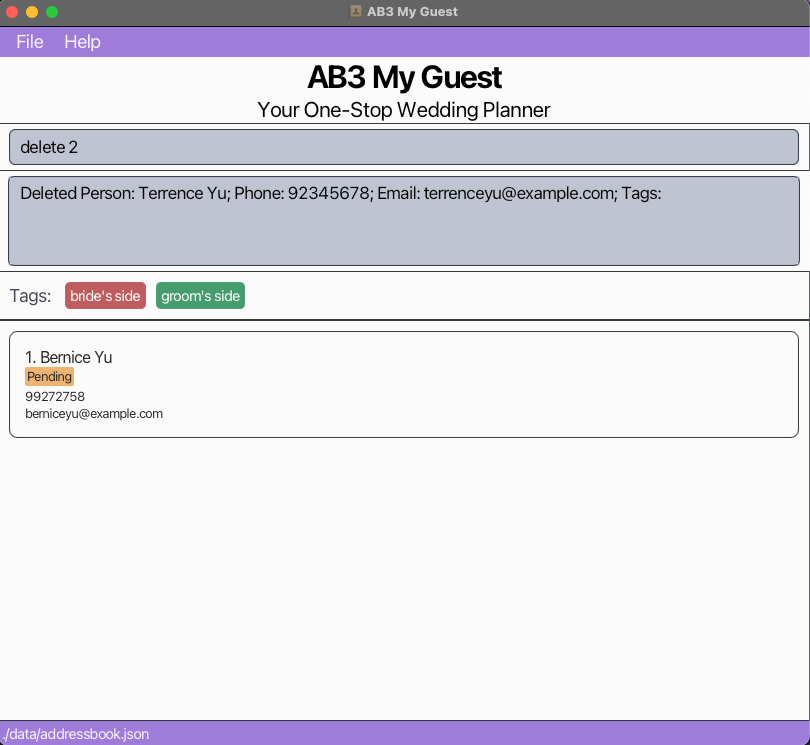 AB3 My Guest
File Help
AB3 My Guest
Your One-Stop Wedding Planner
delete 2
Deleted Person: Terrence Yu; Phone: 92345678; Email: terrenceyu@example.com; Tags:
Tags: bride's side groom's side
1. Bernice Yu
Pending
99272758
berniceyu@example.com
./data/addressbook.json